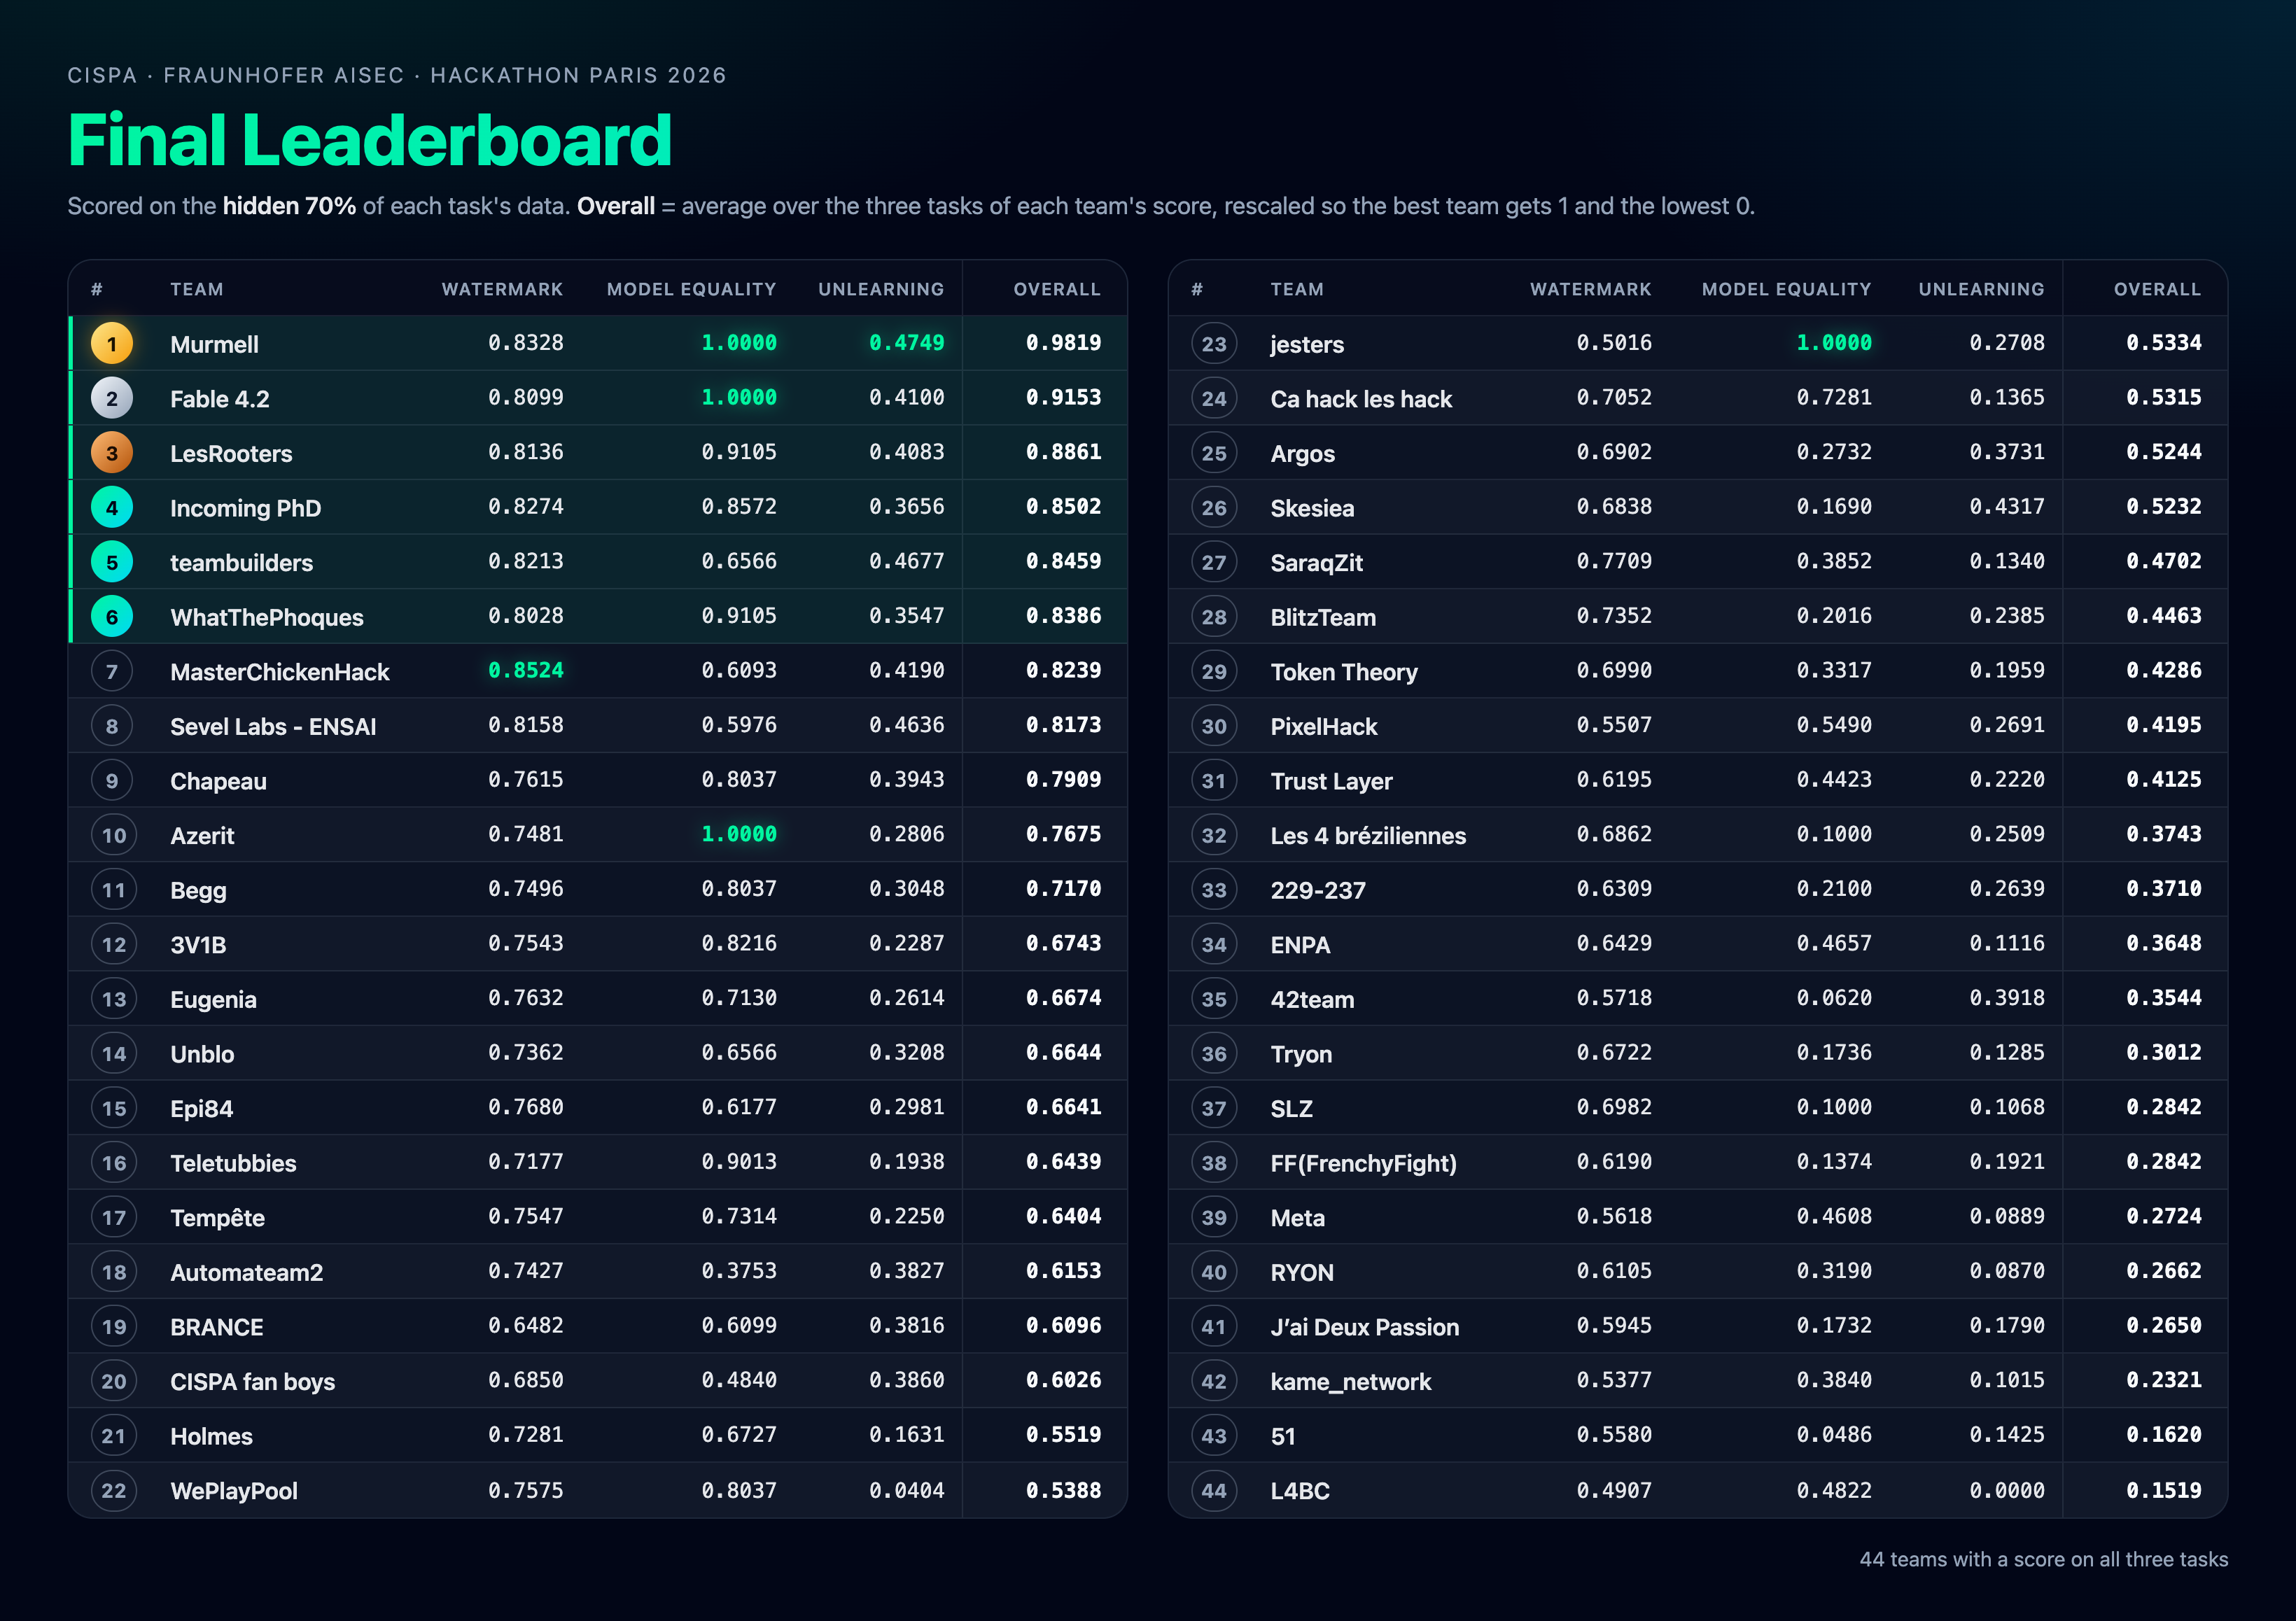 CISPA · FRAUNHOFER AISEC · HACKATHON PARIS 2026
Final Leaderboard
Scored on the hidden 70% of each task's data. Overall = average over the three tasks of each team's score, rescaled so the best team gets 1 and the lowest 0.
# TEAM WATERMARK MODEL EQUALITY UNLEARNING OVERALL
1 Murmell 0.8328 1.0000 0.4749 0.9819
2 Fable 4.2 0.8099 1.0000 0.4100 0.9153
3 LesRooters 0.8136 0.9105 0.4083 0.8861
4 Incoming PhD 0.8274 0.8572 0.3656 0.8502
5 teambuilders 0.8213 0.6566 0.4677 0.8459
6 WhatThePhoques 0.8028 0.9105 0.3547 0.8386
7 MasterChickenHack 0.8524 0.6093 0.4190 0.8239
8 Sevel Labs - ENSAI 0.8158 0.5976 0.4636 0.8173
9 Chapeau 0.7615 0.8037 0.3943 0.7909
10 Azerit 0.7481 1.0000 0.2806 0.7675
11 Begg 0.7496 0.8037 0.3048 0.7170
12 3V1B 0.7543 0.8216 0.2287 0.6743
13 Eugenia 0.7632 0.7130 0.2614 0.6674
14 Unblo 0.7362 0.6566 0.3208 0.6644
15 Epi84 0.7680 0.6177 0.2981 0.6641
16 Teletubbies 0.7177 0.9013 0.1938 0.6439
17 Tempête 0.7547 0.7314 0.2250 0.6404
18 Automateam2 0.7427 0.3753 0.3827 0.6153
19 BRANCE 0.6482 0.6099 0.3816 0.6096
20 CISPA fan boys 0.6850 0.4840 0.3860 0.6026
21 Holmes 0.7281 0.6727 0.1631 0.5519
22 WePlayPool 0.7575 0.8037 0.0404 0.5388
# TEAM WATERMARK MODEL EQUALITY UNLEARNING OVERALL
23 jesters 0.5016 1.0000 0.2708 0.5334
24 Ca hack les hack 0.7052 0.7281 0.1365 0.5315
25 Argos 0.6902 0.2732 0.3731 0.5244
26 Skesiea 0.6838 0.1690 0.4317 0.5232
27 SaraqZit 0.7709 0.3852 0.1340 0.4702
28 BlitzTeam 0.7352 0.2016 0.2385 0.4463
29 Token Theory 0.6990 0.3317 0.1959 0.4286
30 PixelHack 0.5507 0.5490 0.2691 0.4195
31 Trust Layer 0.6195 0.4423 0.2220 0.4125
32 Les 4 bréziliennes 0.6862 0.1000 0.2509 0.3743
33 229-237 0.6309 0.2100 0.2639 0.3710
34 ENPA 0.6429 0.4657 0.1116 0.3648
35 42team 0.5718 0.0620 0.3918 0.3544
36 Tryon 0.6722 0.1736 0.1285 0.3012
37 SLZ 0.6982 0.1000 0.1068 0.2842
38 FF(FrenchyFight) 0.6190 0.1374 0.1921 0.2842
39 Meta 0.5618 0.4608 0.0889 0.2724
40 RYON 0.6105 0.3190 0.0870 0.2662
41 J’ai Deux Passion 0.5945 0.1732 0.1790 0.2650
42 kame_network 0.5377 0.3840 0.1015 0.2321
43 51 0.5580 0.0486 0.1425 0.1620
44 L4BC 0.4907 0.4822 0.0000 0.1519
44 teams with a score on all three tasks